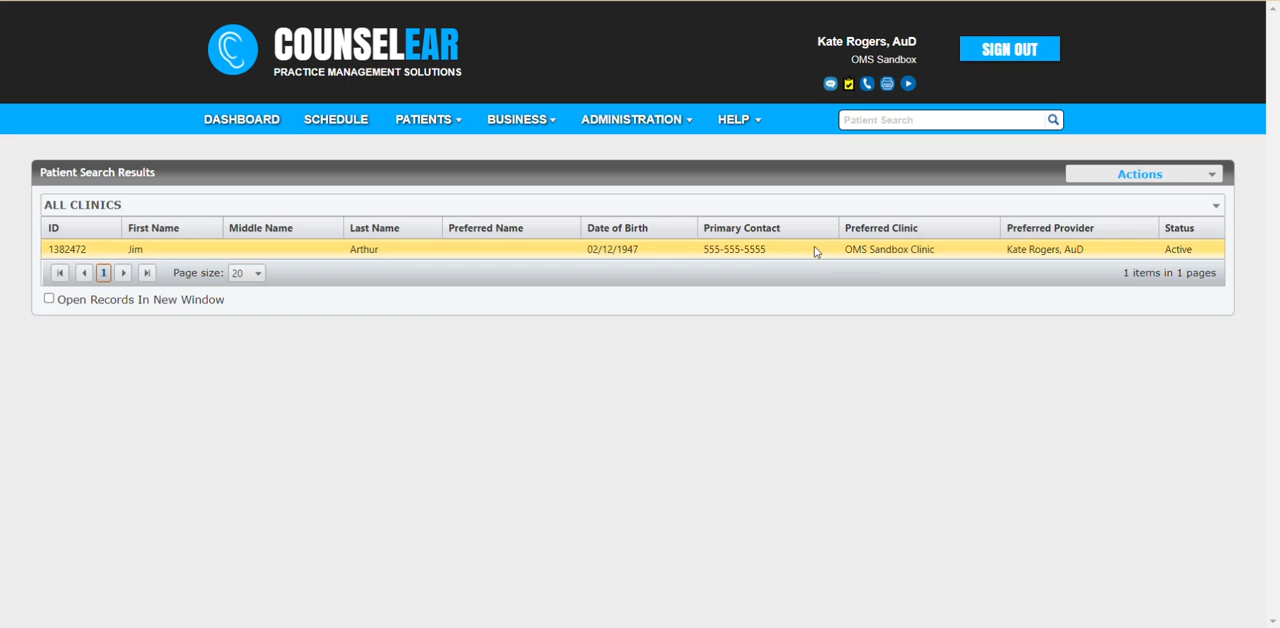 COUNSELEAR
PRACTICE MANAGEMENT SOLUTIONS
Kate Rogers, AuD
OMS Sandbox
SIGN OUT
DASHBOARD SCHEDULE PATIENTS BUSINESS ADMINISTRATION HELP Patient Search
Patient Search Results Actions
ALL CLINICS
ID First Name Middle Name Last Name Preferred Name Date of Birth Primary Contact Preferred Clinic Preferred Provider Status
1382472 Jim Arthur 02/12/1947 555-555-5555 OMS Sandbox Clinic Kate Rogers, AuD Active
1 Page size: 20 1 items in 1 pages
Open Records In New Window